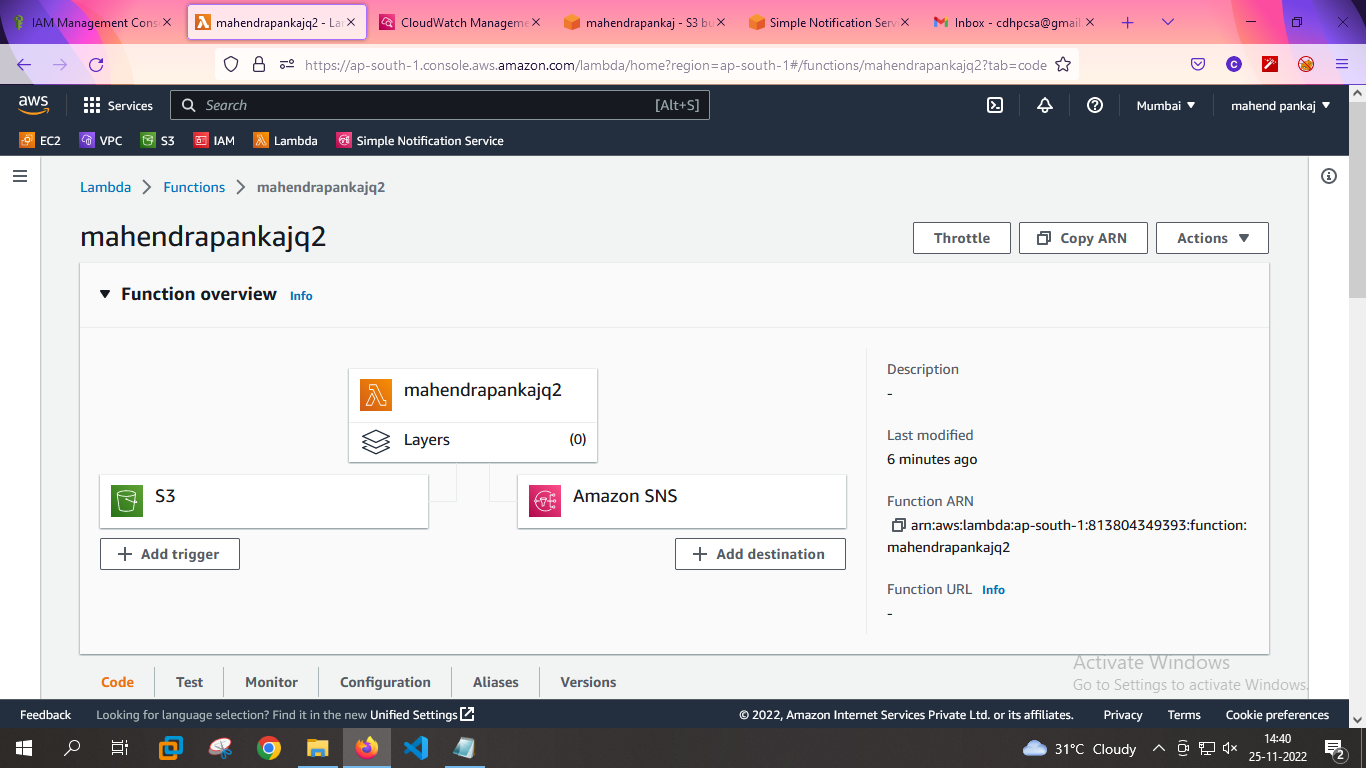 IAM Management Cons
mahendrapankajq2 - La
CloudWatch Manageme
mahendrapankaj - S3 bu
Simple Notification Serv
Inbox - cdhpcsa@gmail.
https://ap-south-1.console.aws.amazon.com/lambda/home?region=ap-south-1#/functions/mahendrapankajq2?tab=code
C
aws
Services
Search
[Alt+S]
Mumbai
mahend pankaj
EC2
VPC
S3
IAM
Lambda
Simple Notification Service
Lambda
Functions
mahendrapankajq2
mahendrapankajq2
Throttle
Copy ARN
Actions
Function overview Info
mahendrapankajq2
Layers
(0)
S3
Amazon SNS
Add trigger
Add destination
Description
-
Last modified
6 minutes ago
Function ARN
arn:aws:lambda:ap-south-1:813804349393:function:
mahendrapankajq2
Function URL Info
-
Activate Windows
Go to Settings to activate Windows.
Code
Test
Monitor
Configuration
Aliases
Versions
Feedback
Looking for language selection? Find it in the new Unified Settings
© 2022, Amazon Internet Services Private Ltd. or its affiliates.
Privacy
Terms
Cookie preferences
31°C Cloudy
14:40
25-11-2022
2